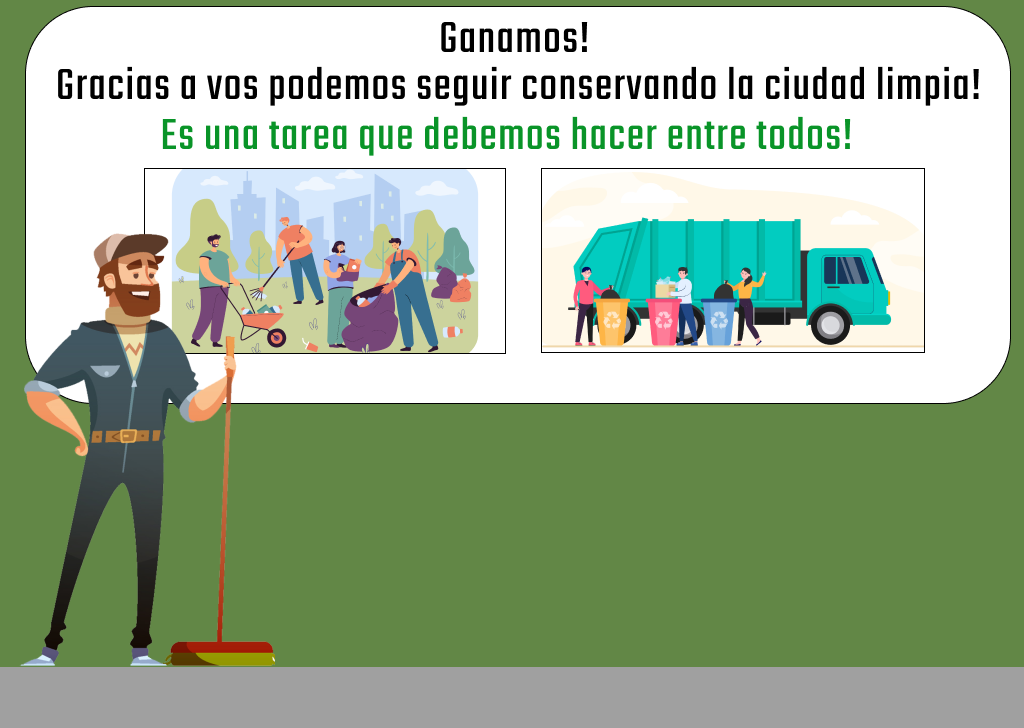 Ganamos!
Gracias a vos podemos seguir conservando la ciudad limpia!
Es una tarea que debemos hacer entre todos!